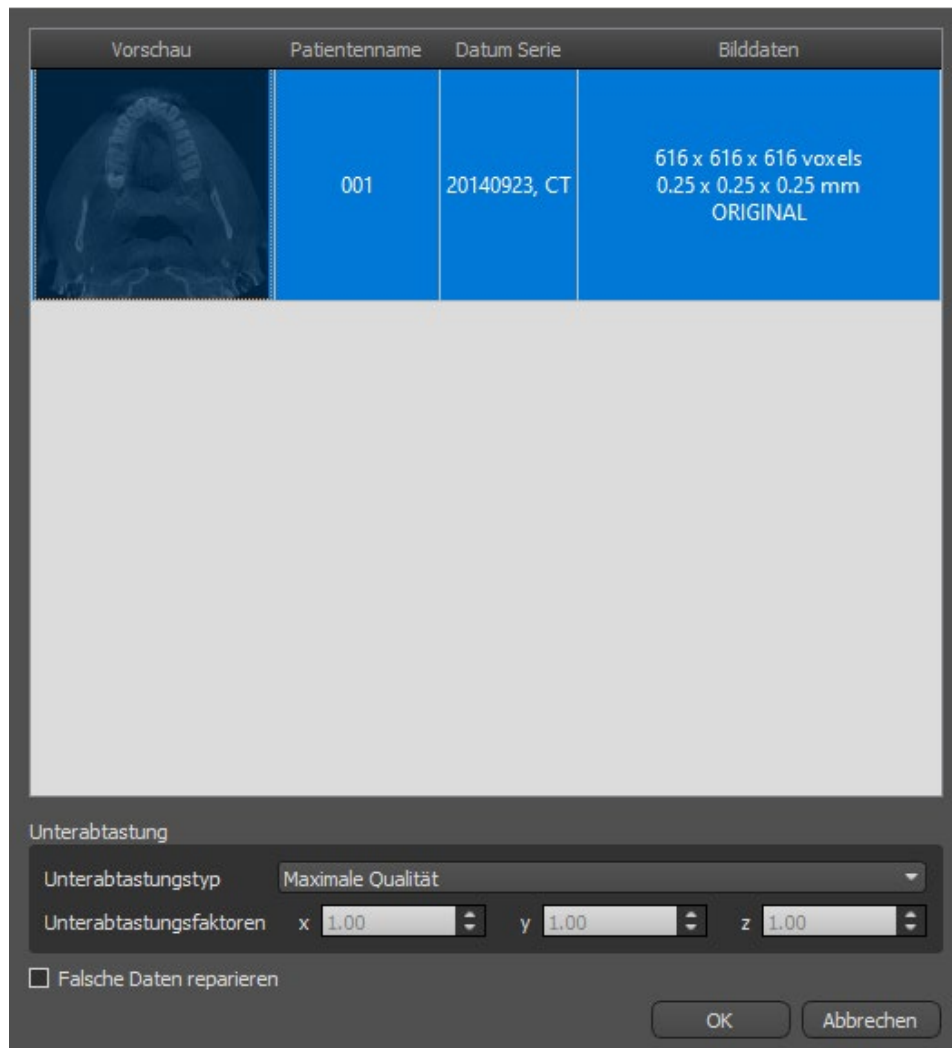 Vorschau Patientenname Datum Serie Bilddaten
001 20140923, CT 616 x 616 x 616 voxels
0.25 x 0.25 x 0.25 mm
ORIGINAL
Unterabtastung
Unterabtastungstyp Maximale Qualität
Unterabtastungsfaktoren x 1.00 y 1.00 z 1.00
Falsche Daten reparieren
OK Abbrechen